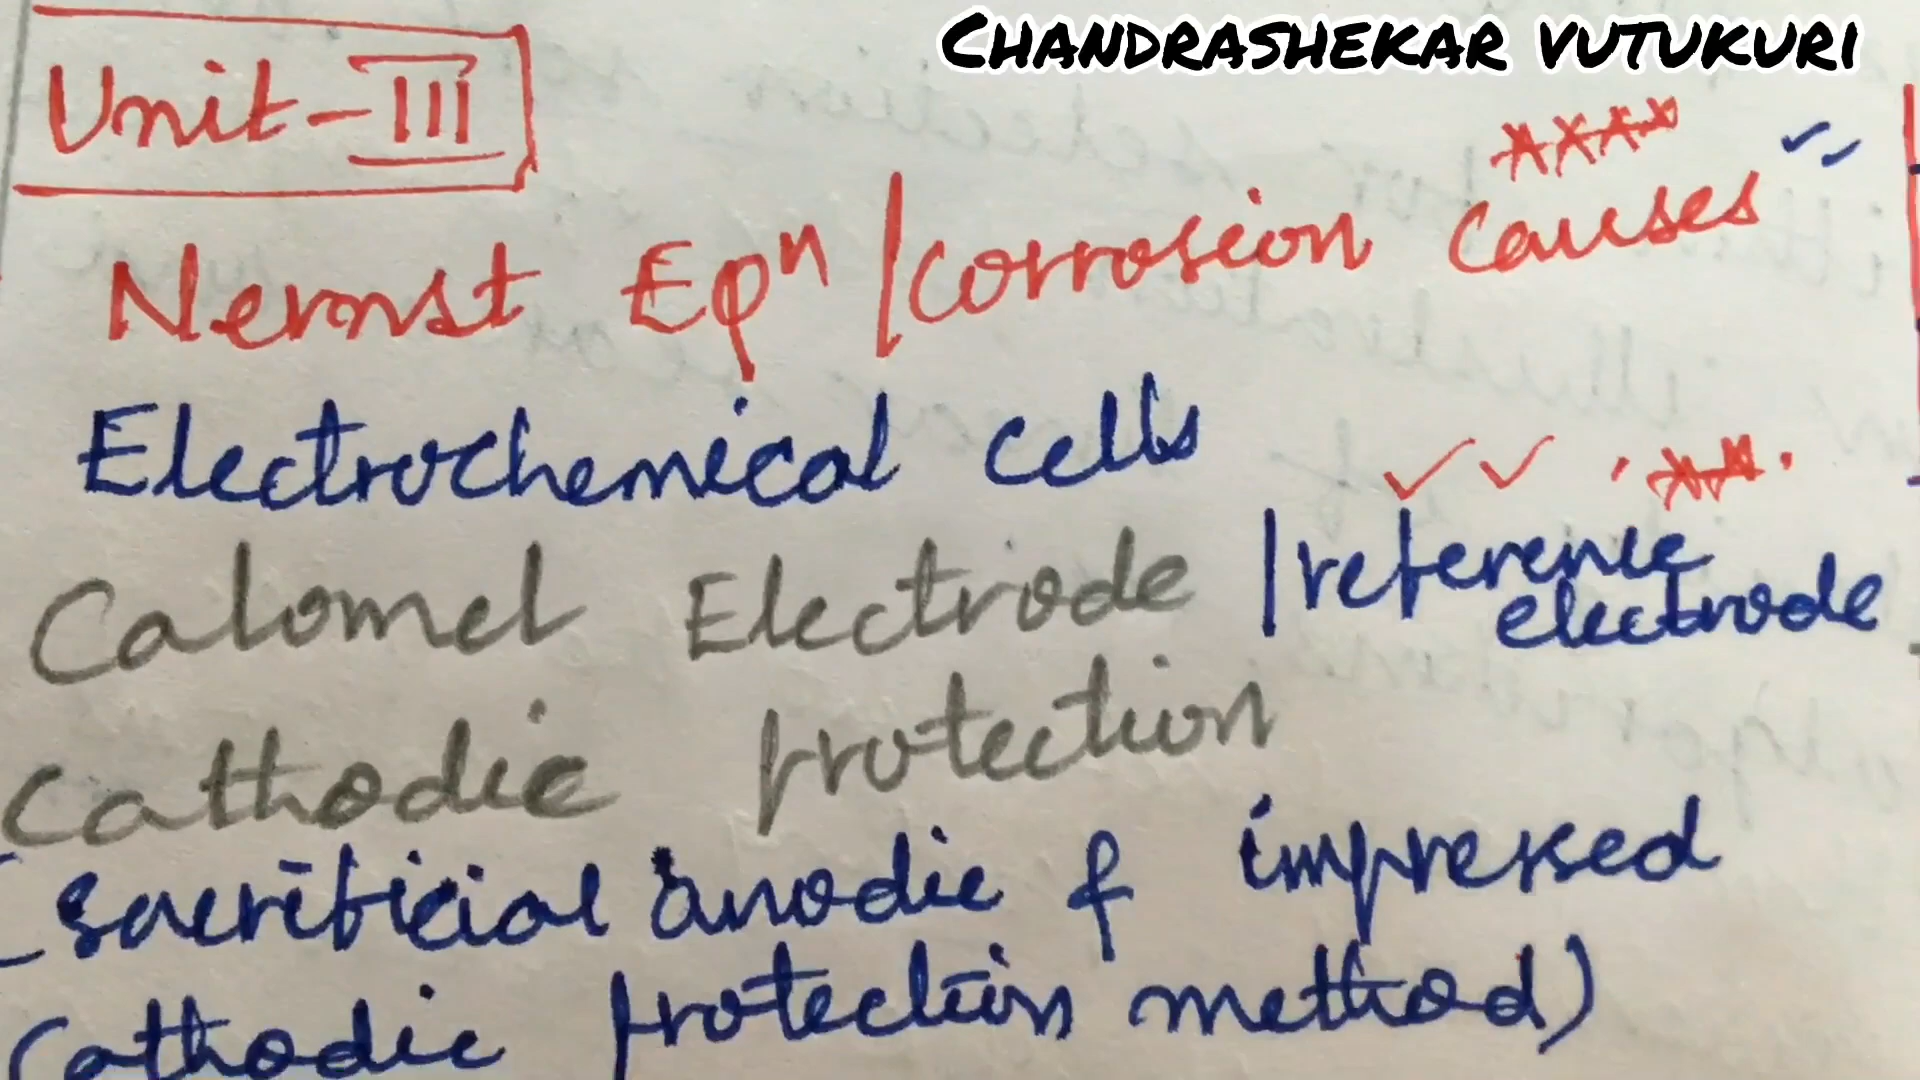 CHANDRASHEKAR VUTUKURI
Unit-III
Nernst Eqn / corrosion causes
Electrochemical cells
Calomel Electrode / reference electrode
Cathodic protection
(sacrificial anodic & impressed
Cathodic protection method)